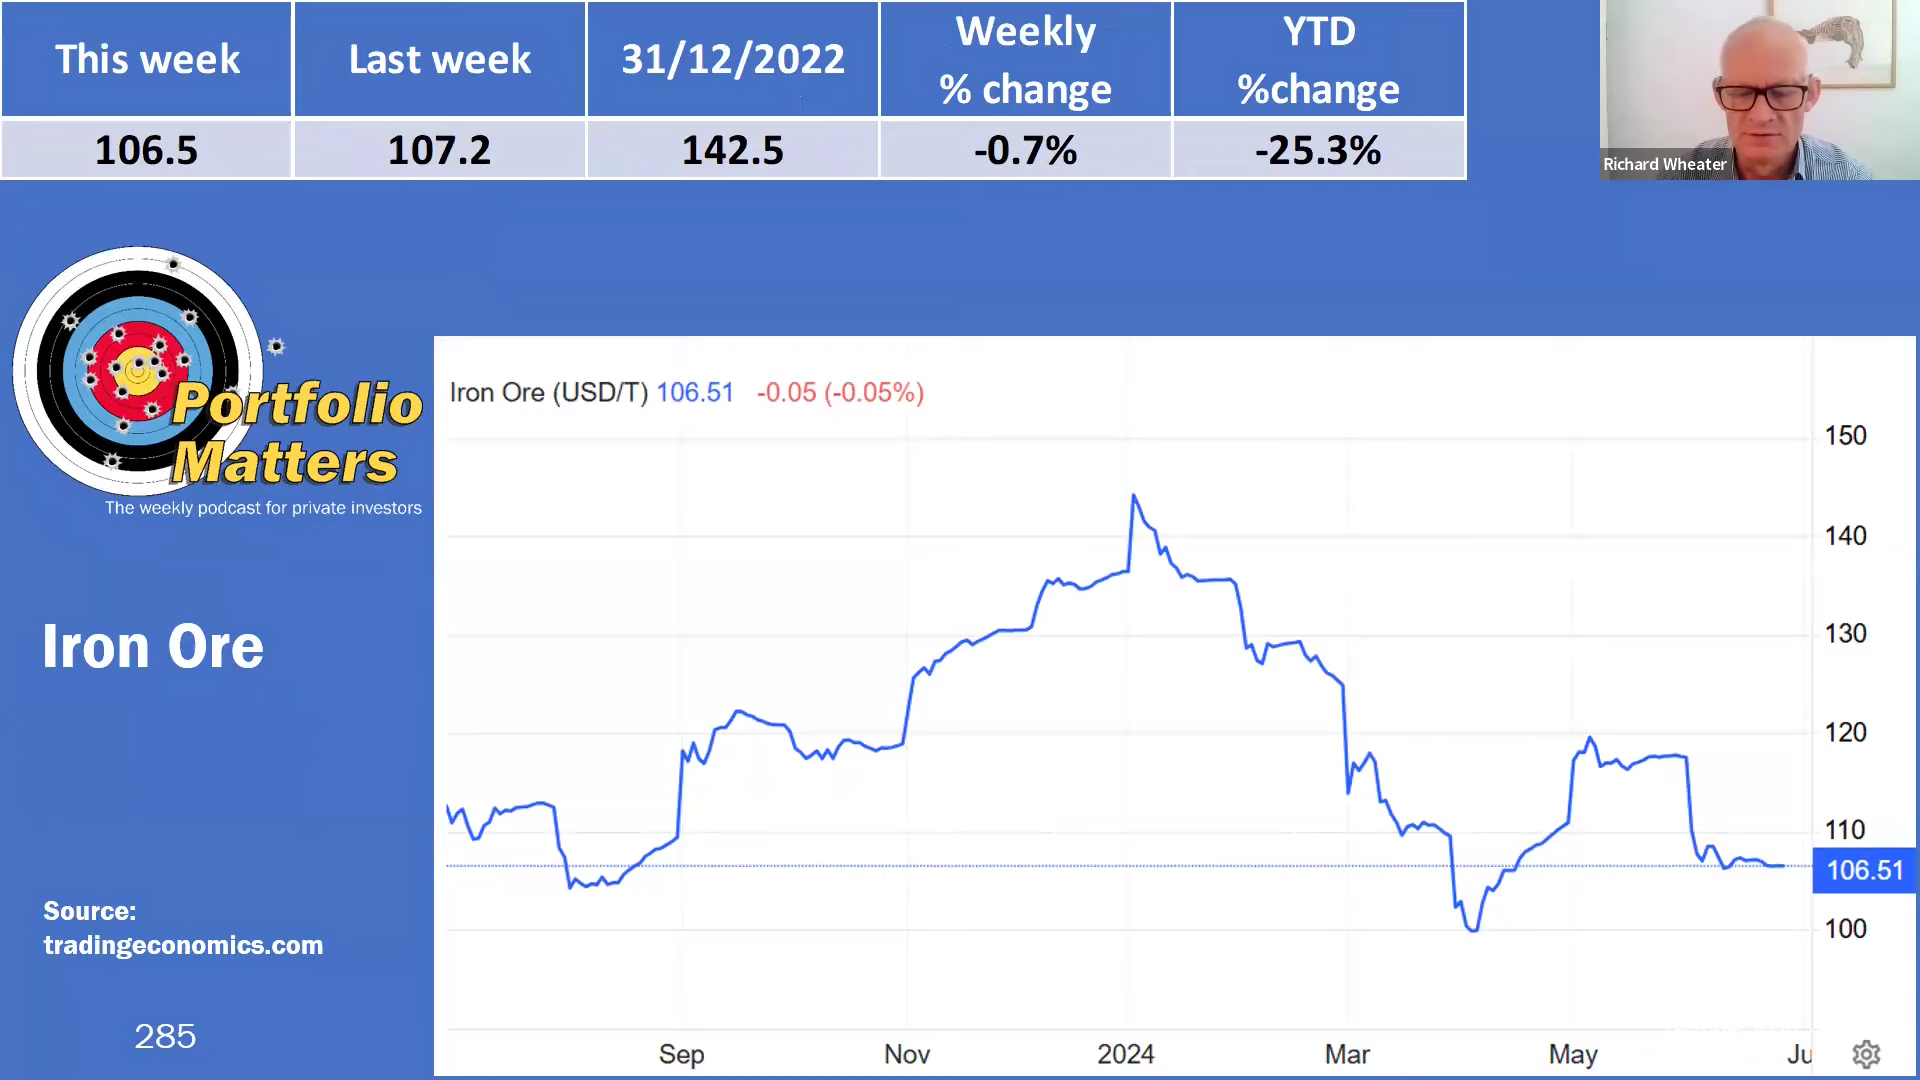 This week
Last week
31/12/2022
Weekly
% change
YTD
%change
106.5
107.2
142.5
-0.7%
-25.3%
Richard Wheater
Portfolio
Matters
The weekly podcast for private investors
Iron Ore
Source:
tradingeconomics.com
285
Iron Ore (USD/T) 106.51 -0.05 (-0.05%)
150
140
130
120
110
106.51
100
Sep
Nov
2024
Mar
May
Ju